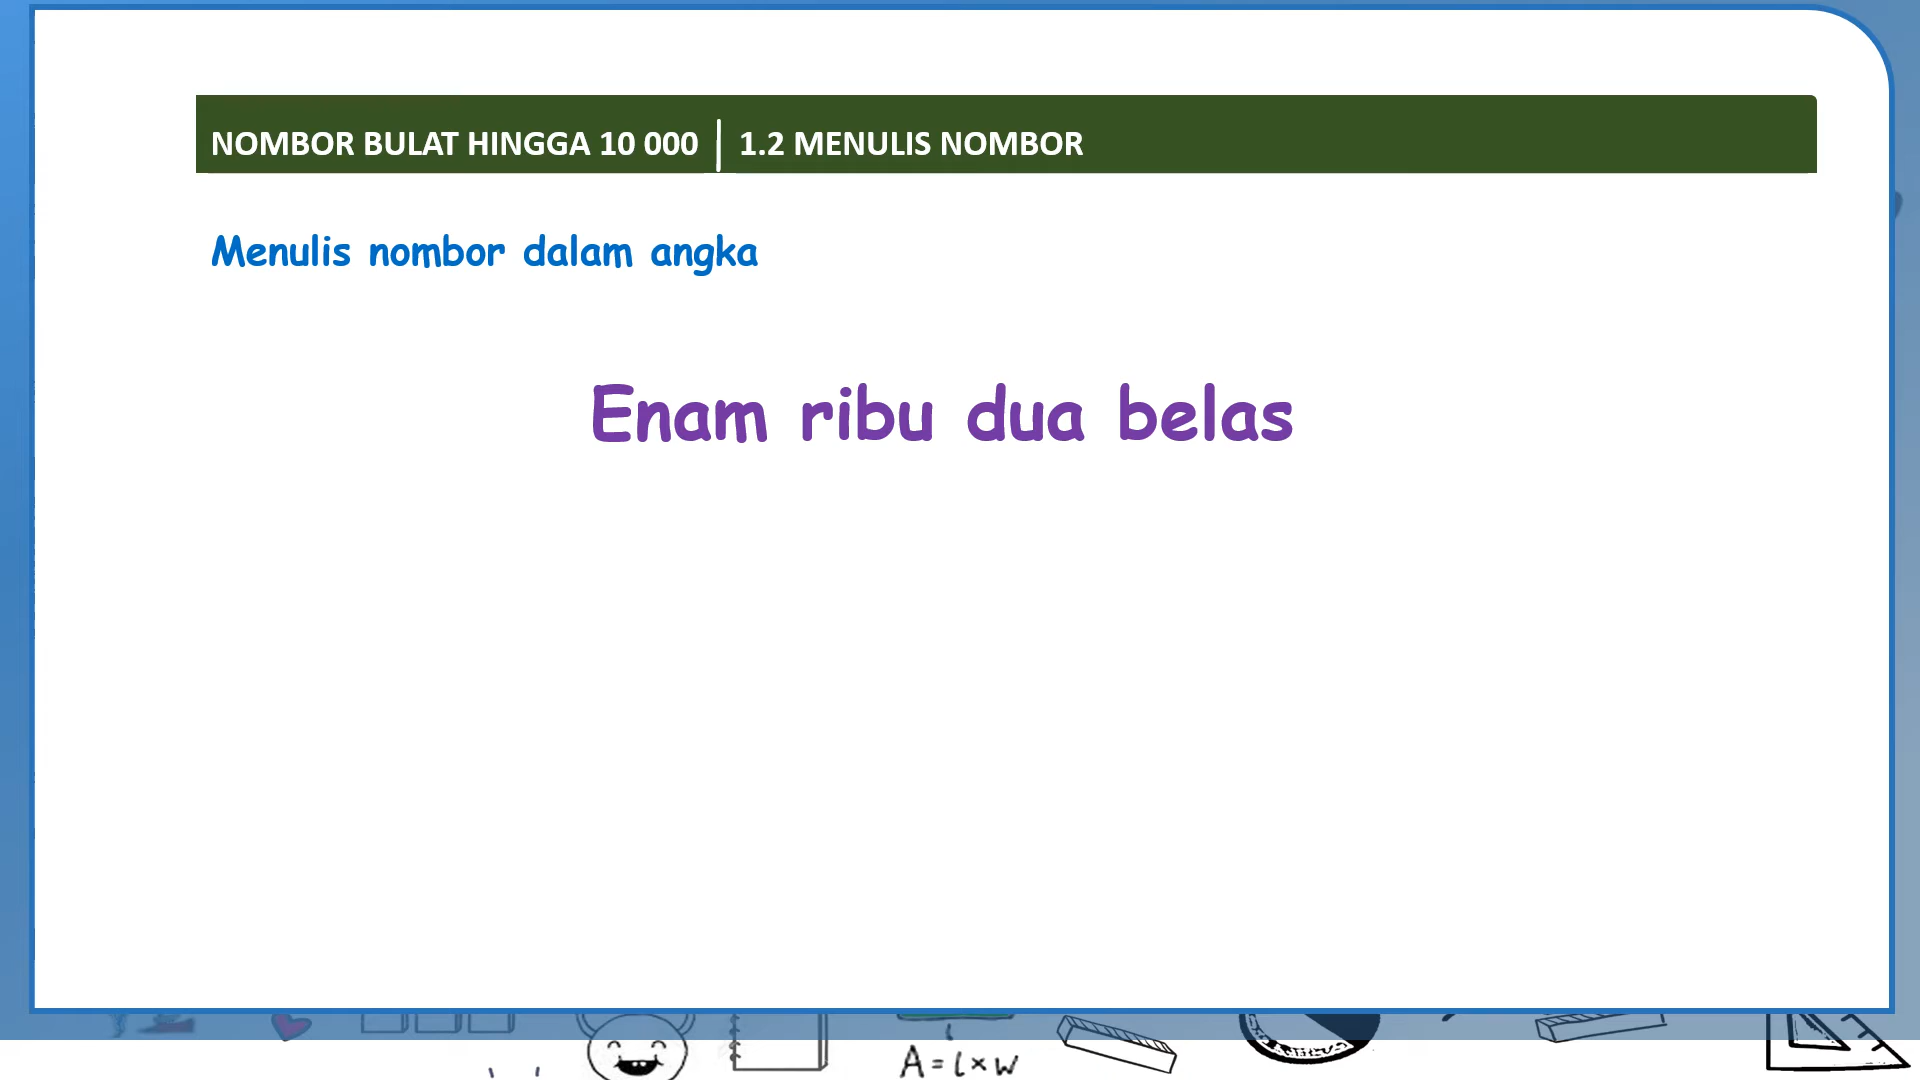 NOMBOR BULAT HINGGA 10 000 | 1.2 MENULIS NOMBOR
Menulis nombor dalam angka
Enam ribu dua belas
A = l × w